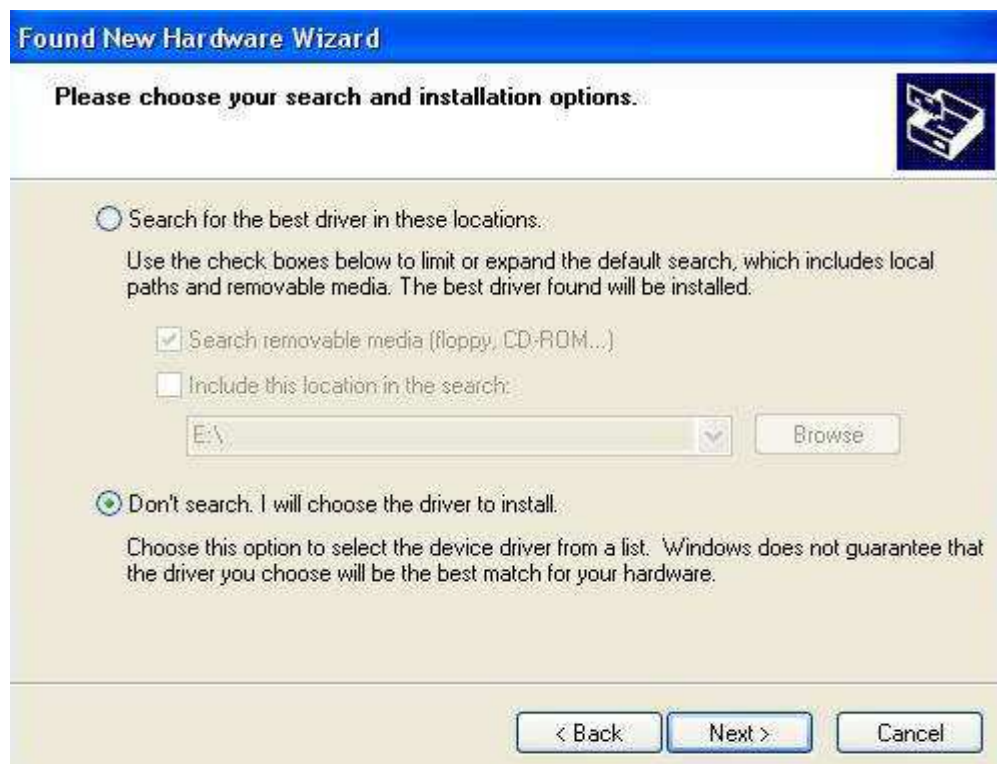 Found New Hardware Wizard
Please choose your search and installation options.
Search for the best driver in these locations.
Use the check boxes below to limit or expand the default search, which includes local
paths and removable media. The best driver found will be installed.
Search removable media (floppy, CD-ROM...)
Include this location in the search:
E:\
Browse
Don't search. I will choose the driver to install.
Choose this option to select the device driver from a list. Windows does not guarantee that
the driver you choose will be the best match for your hardware.
< Back
Next >
Cancel